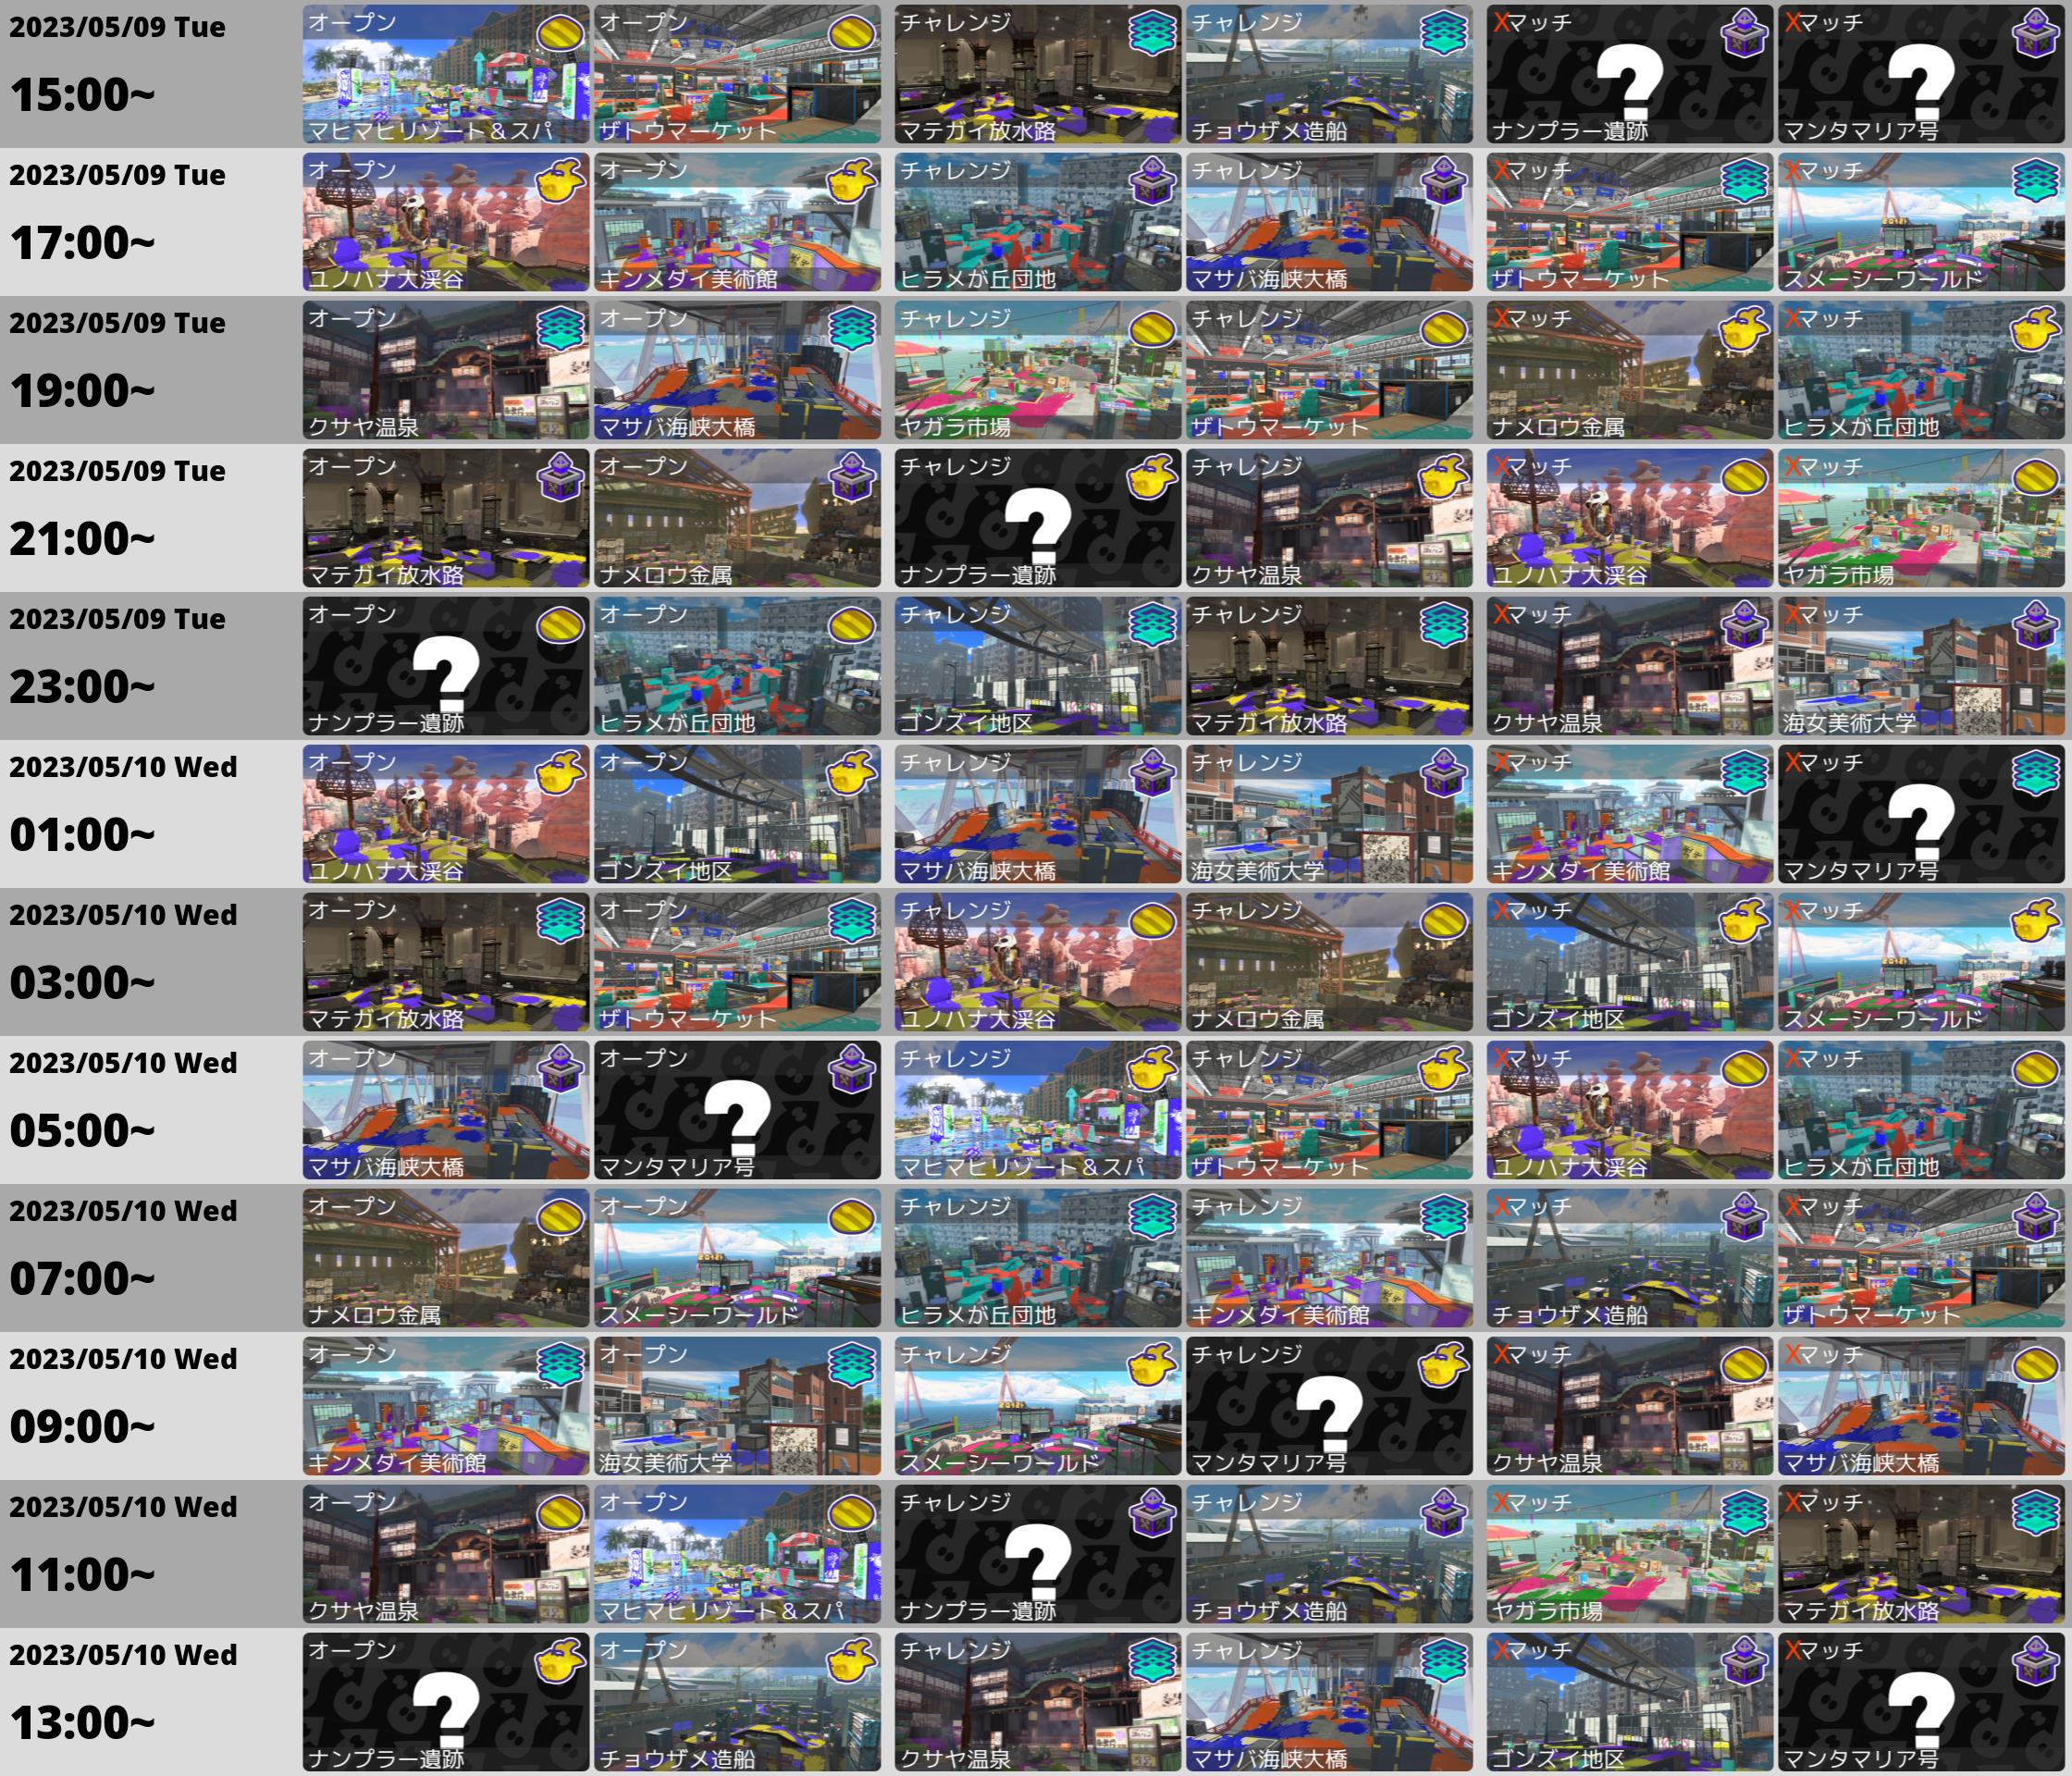 2023/05/09 Tue
15:00~
オープン
マヒマヒリゾート＆スパ
オープン
ザトウマーケット
チャレンジ
マテガイ放水路
チャレンジ
チョウザメ造船
Xマッチ
ナンプラー遺跡
Xマッチ
マンタマリア号
2023/05/09 Tue
17:00~
オープン
ユノハナ大渓谷
オープン
キンメダイ美術館
チャレンジ
ヒラメが丘団地
チャレンジ
マサバ海峡大橋
Xマッチ
ザトウマーケット
Xマッチ
スメーシーワールド
2023/05/09 Tue
19:00~
オープン
クサヤ温泉
オープン
マサバ海峡大橋
チャレンジ
ヤガラ市場
チャレンジ
ザトウマーケット
Xマッチ
ナメロウ金属
Xマッチ
ヒラメが丘団地
2023/05/09 Tue
21:00~
オープン
マテガイ放水路
オープン
ナメロウ金属
チャレンジ
ナンプラー遺跡
チャレンジ
クサヤ温泉
Xマッチ
ユノハナ大渓谷
Xマッチ
ヤガラ市場
2023/05/09 Tue
23:00~
オープン
ナンプラー遺跡
オープン
ヒラメが丘団地
チャレンジ
ゴンズイ地区
チャレンジ
マテガイ放水路
Xマッチ
クサヤ温泉
Xマッチ
海女美術大学
2023/05/10 Wed
01:00~
オープン
ユノハナ大渓谷
オープン
ゴンズイ地区
チャレンジ
マサバ海峡大橋
チャレンジ
海女美術大学
Xマッチ
キンメダイ美術館
Xマッチ
マンタマリア号
2023/05/10 Wed
03:00~
オープン
マテガイ放水路
オープン
ザトウマーケット
チャレンジ
ユノハナ大渓谷
チャレンジ
ナメロウ金属
Xマッチ
ゴンズイ地区
Xマッチ
スメーシーワールド
2023/05/10 Wed
05:00~
オープン
マサバ海峡大橋
オープン
マンタマリア号
チャレンジ
マヒマヒリゾート＆スパ
チャレンジ
ザトウマーケット
Xマッチ
ユノハナ大渓谷
Xマッチ
ヒラメが丘団地
2023/05/10 Wed
07:00~
オープン
ナメロウ金属
オープン
スメーシーワールド
チャレンジ
ヒラメが丘団地
チャレンジ
キンメダイ美術館
Xマッチ
チョウザメ造船
Xマッチ
ザトウマーケット
2023/05/10 Wed
09:00~
オープン
キンメダイ美術館
オープン
海女美術大学
チャレンジ
スメーシーワールド
チャレンジ
マンタマリア号
Xマッチ
クサヤ温泉
Xマッチ
マサバ海峡大橋
2023/05/10 Wed
11:00~
オープン
クサヤ温泉
オープン
マヒマヒリゾート＆スパ
チャレンジ
ナンプラー遺跡
チャレンジ
チョウザメ造船
Xマッチ
ヤガラ市場
Xマッチ
マテガイ放水路
2023/05/10 Wed
13:00~
オープン
ナンプラー遺跡
オープン
チョウザメ造船
チャレンジ
クサヤ温泉
チャレンジ
マサバ海峡大橋
Xマッチ
ゴンズイ地区
Xマッチ
マンタマリア号